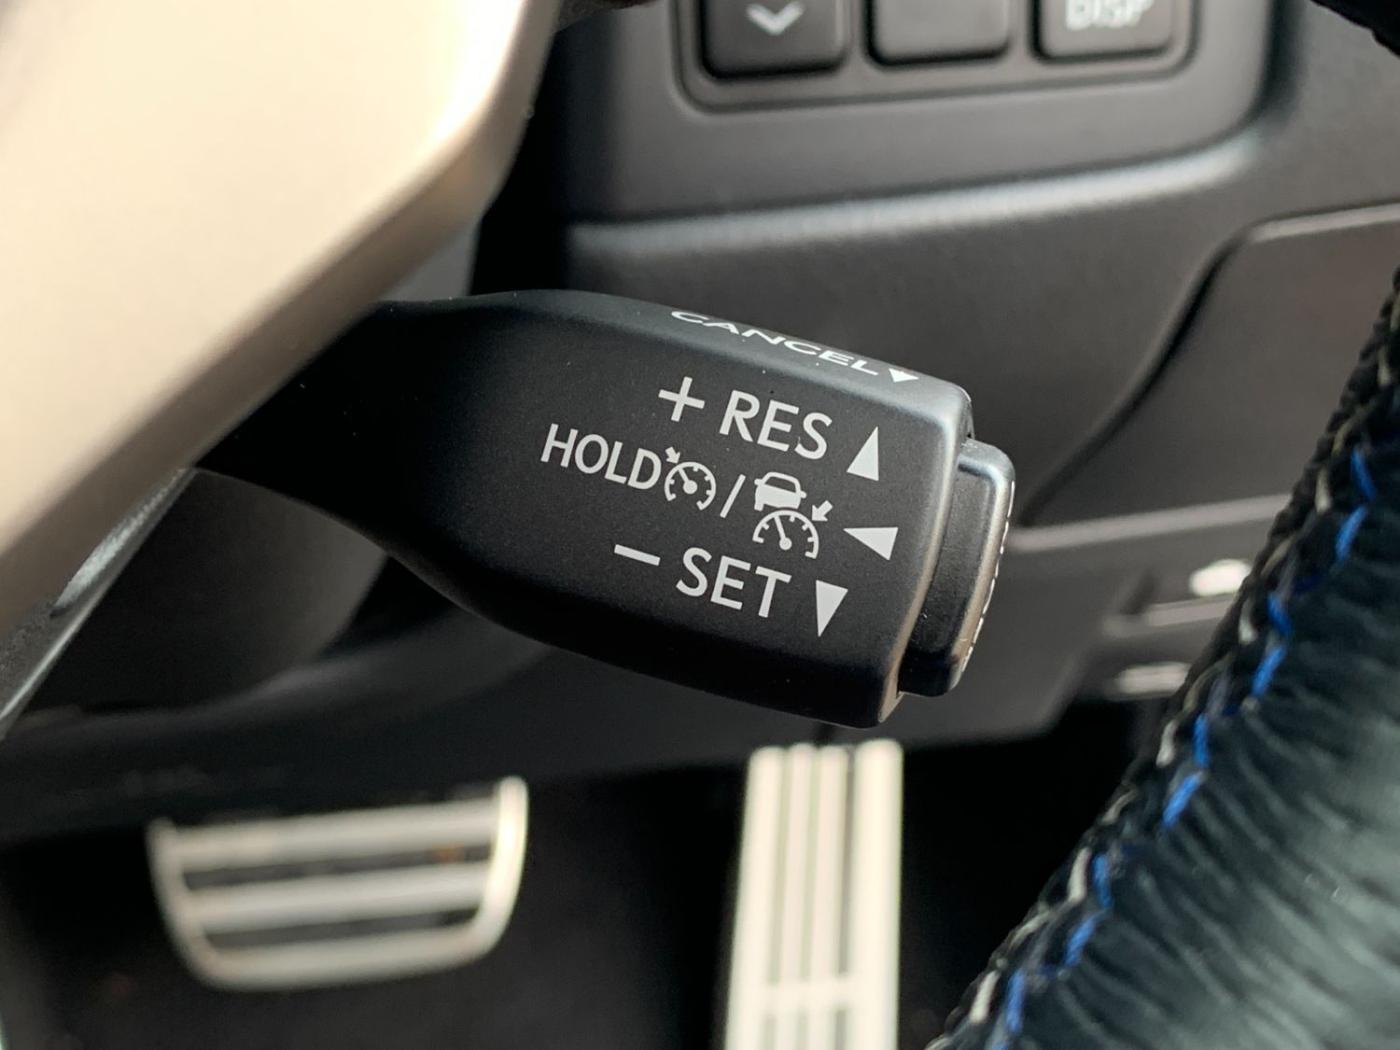 DISP
CANCEL
+ RES
HOLD /
− SET